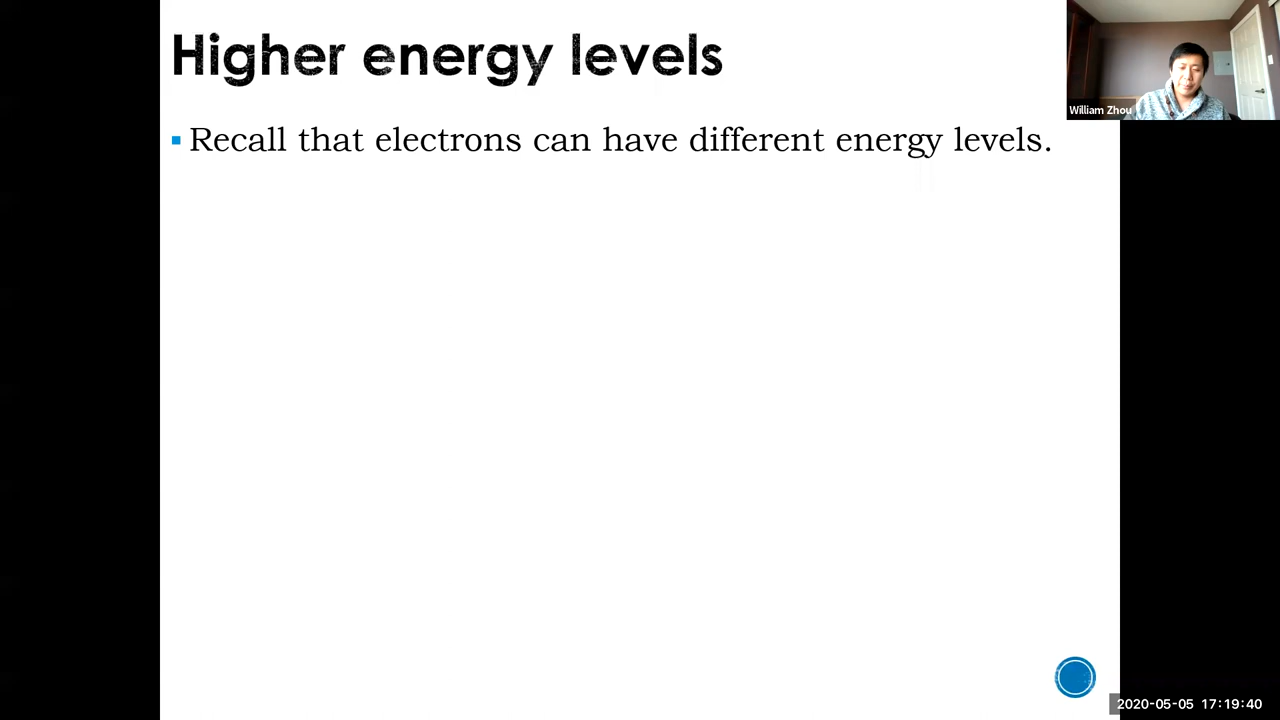 Higher energy levels
Recall that electrons can have different energy levels.
William Zhou
2020-05-05 17:19:40